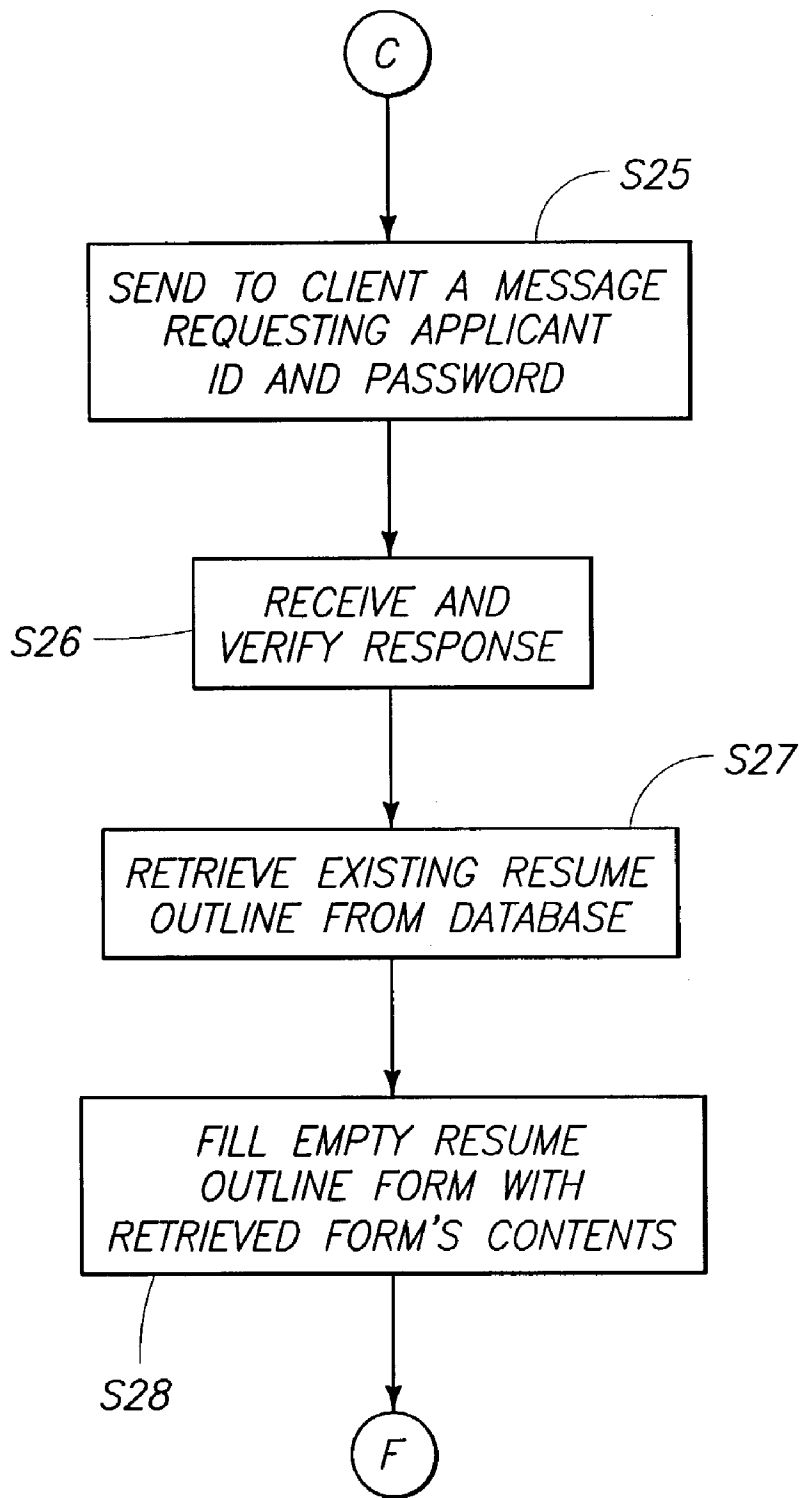 C
S25
SEND TO CLIENT A MESSAGE
REQUESTING APPLICANT
ID AND PASSWORD
RECEIVE AND
VERIFY RESPONSE
S26
S27
RETRIEVE EXISTING RESUME
OUTLINE FROM DATABASE
FILL EMPTY RESUME
OUTLINE FORM WITH
RETRIEVED FORM'S CONTENTS
S28
F